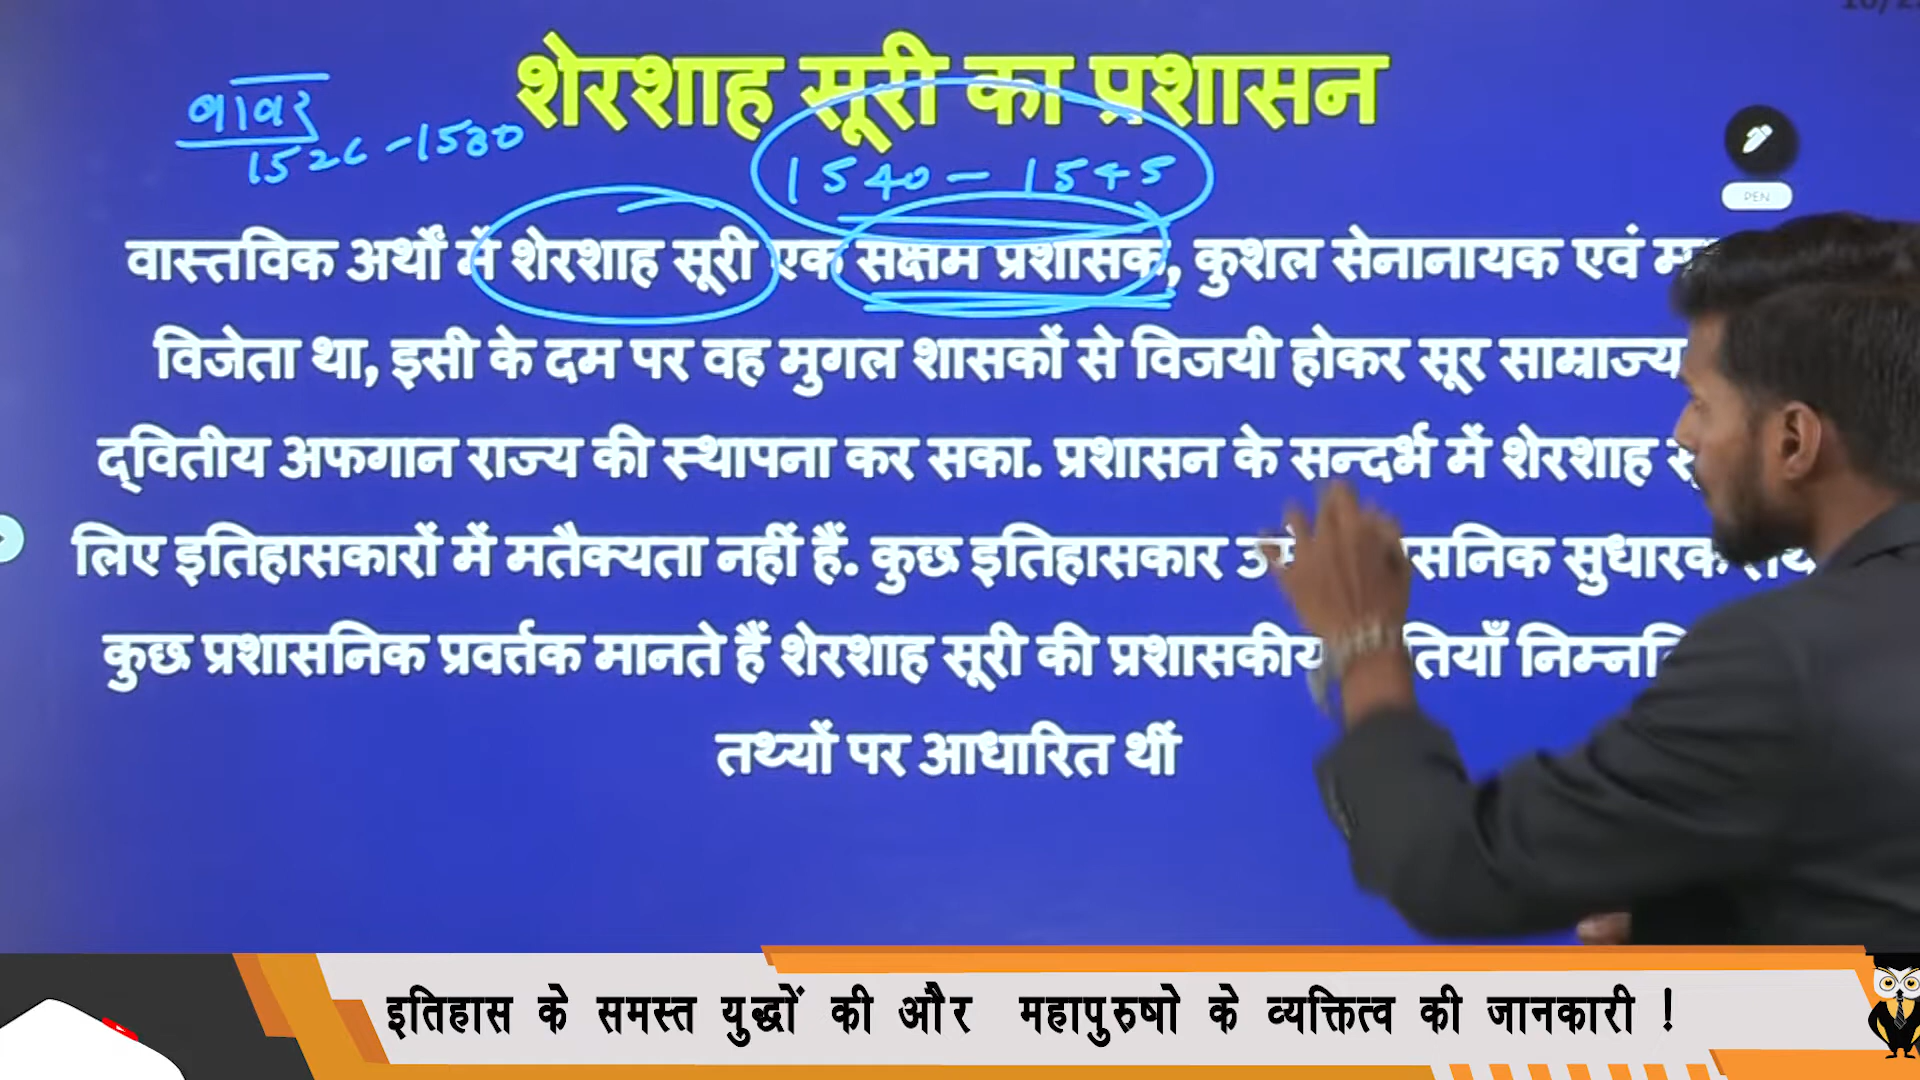 शेरशाह सूरी का प्रशासन
बाबर
1526-1530
1540-1545
PEN
वास्तविक अर्थों में शेरशाह सूरी एक सक्षम प्रशासक, कुशल सेनानायक एवं
विजेता था, इसी के दम पर वह मुगल शासकों से विजयी होकर सूर साम्राज्य
द्वितीय अफगान राज्य की स्थापना कर सका. प्रशासन के सन्दर्भ में शेरशाह
लिए इतिहासकारों में मतैक्यता नहीं हैं. कुछ इतिहासकार सुधारक
कुछ प्रशासनिक प्रवर्त्तक मानते हैं शेरशाह सूरी की प्रशासकीय
तथ्यों पर आधारित थीं
इतिहास के समस्त युद्धों की और महापुरुषो के व्यक्तित्व की जानकारी !